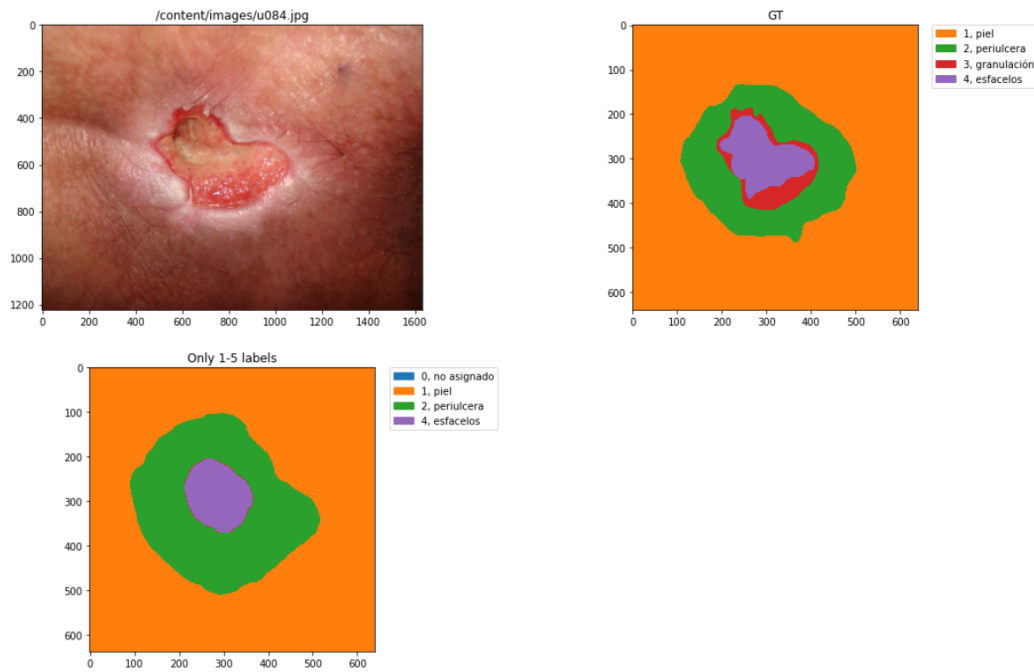 /content/images/u084.jpg
0
200
400
600
800
1000
1200
0 200 400 600 800 1000 1200 1400 1600
GT
0
100
200
300
400
500
600
0 100 200 300 400 500 600
1, piel
2, periulcera
3, granulación
4, esfacelos
Only 1-5 labels
0
100
200
300
400
500
600
0 100 200 300 400 500 600
0, no asignado
1, piel
2, periulcera
4, esfacelos